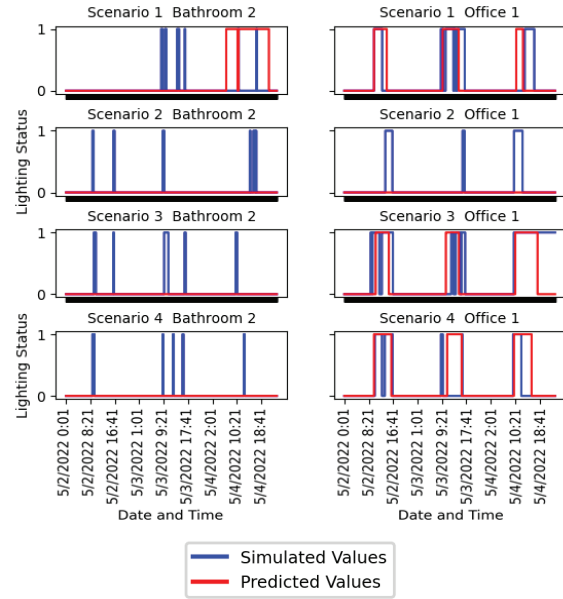 Scenario 1  Bathroom 2
Scenario 1  Office 1
1
0
Scenario 2  Bathroom 2
Scenario 2  Office 1
1
0
Lighting Status
Scenario 3  Bathroom 2
Scenario 3  Office 1
1
0
Scenario 4  Bathroom 2
Scenario 4  Office 1
1
0
Lighting Status
5/2/2022 0:01
5/2/2022 8:21
5/2/2022 16:41
5/3/2022 1:01
5/3/2022 9:21
5/3/2022 17:41
5/4/2022 2:01
5/4/2022 10:21
5/4/2022 18:41
5/2/2022 0:01
5/2/2022 8:21
5/2/2022 16:41
5/3/2022 1:01
5/3/2022 9:21
5/3/2022 17:41
5/4/2022 2:01
5/4/2022 10:21
5/4/2022 18:41
Date and Time
Date and Time
Simulated Values
Predicted Values